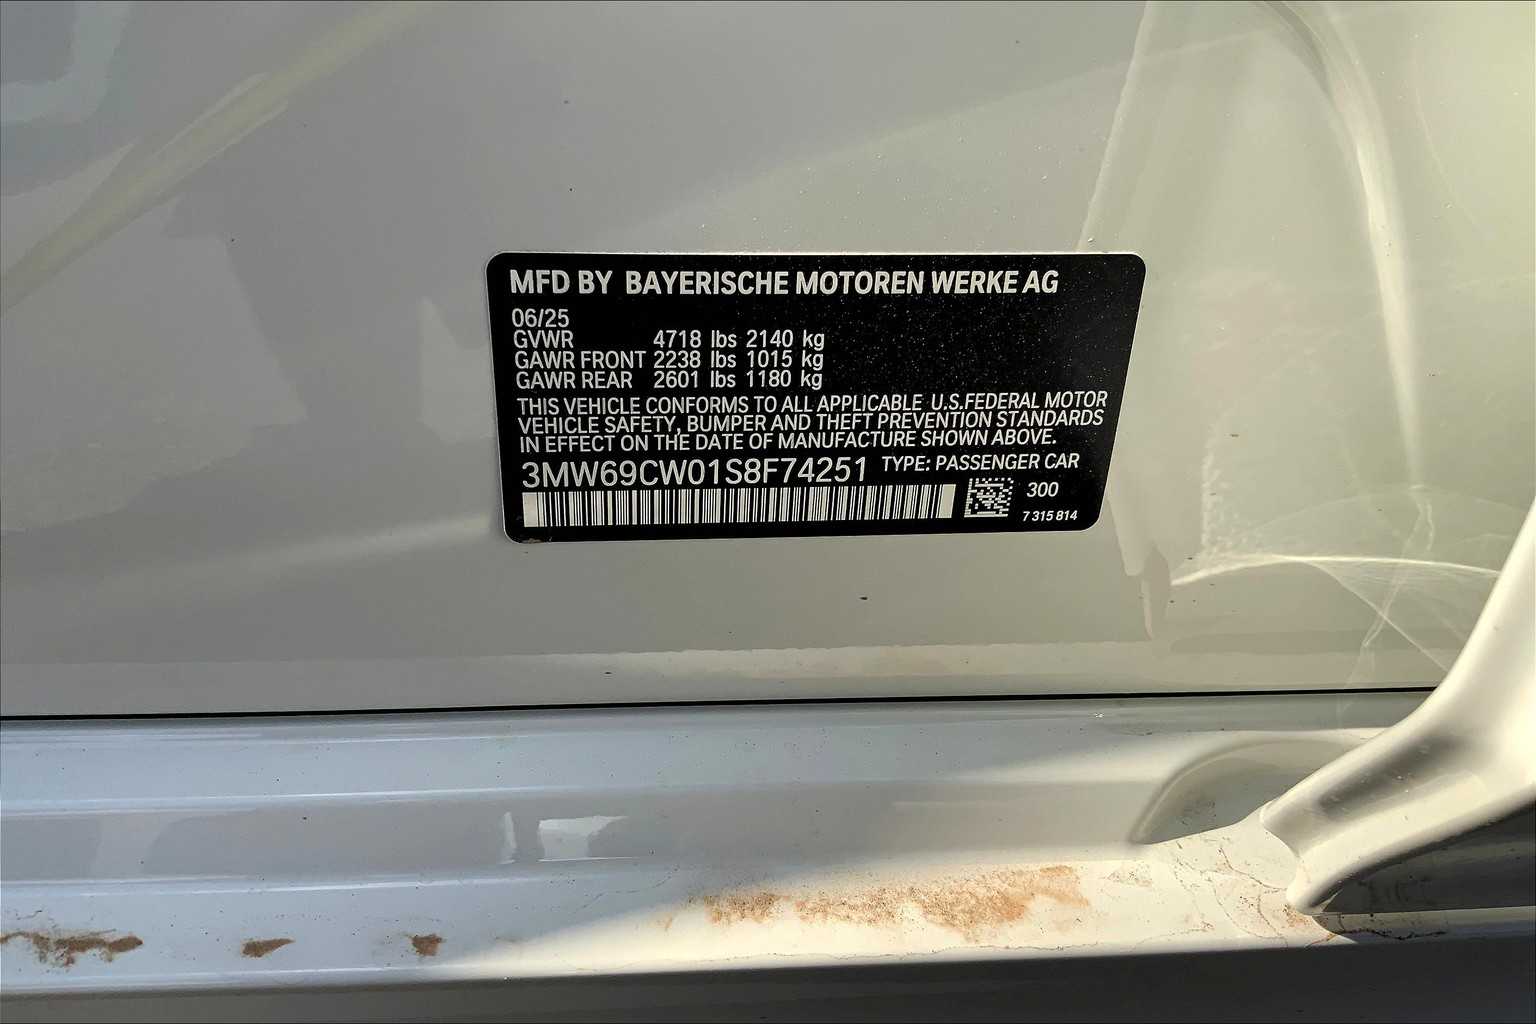 MFD BY BAYERISCHE MOTOREN WERKE AG
06/25
GVWR 4718 lbs 2140 kg
GAWR FRONT 2238 lbs 1015 kg
GAWR REAR 2601 lbs 1180 kg
THIS VEHICLE CONFORMS TO ALL APPLICABLE U.S.FEDERAL MOTOR
VEHICLE SAFETY, BUMPER AND THEFT PREVENTION STANDARDS
IN EFFECT ON THE DATE OF MANUFACTURE SHOWN ABOVE.
3MW69CW01S8F74251 TYPE: PASSENGER CAR
300
7 315 814